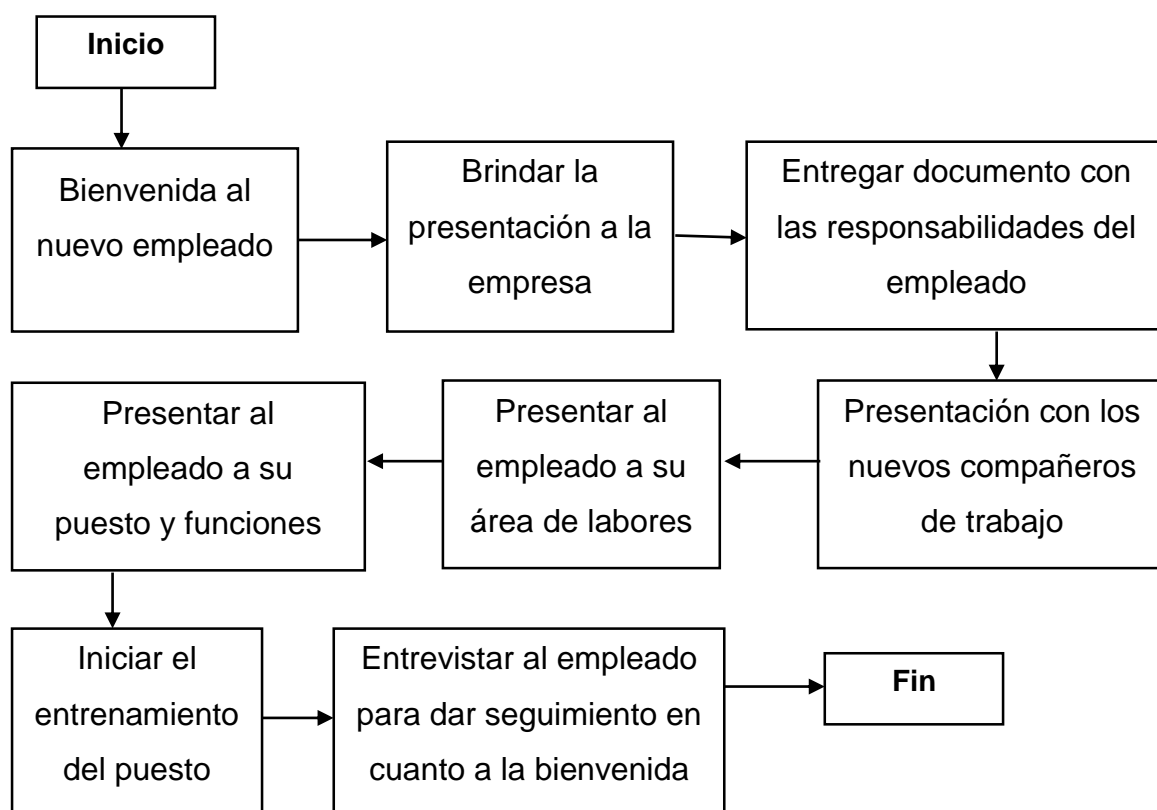 Inicio
Bienvenida al
nuevo empleado
Brindar la
presentación a la
empresa
Entregar documento con
las responsabilidades del
empleado
Presentación con los
nuevos compañeros
de trabajo
Presentar al
empleado a su
área de labores
Presentar al
empleado a su
puesto y funciones
Iniciar el
entrenamiento
del puesto
Entrevistar al empleado
para dar seguimiento en
cuanto a la bienvenida
Fin